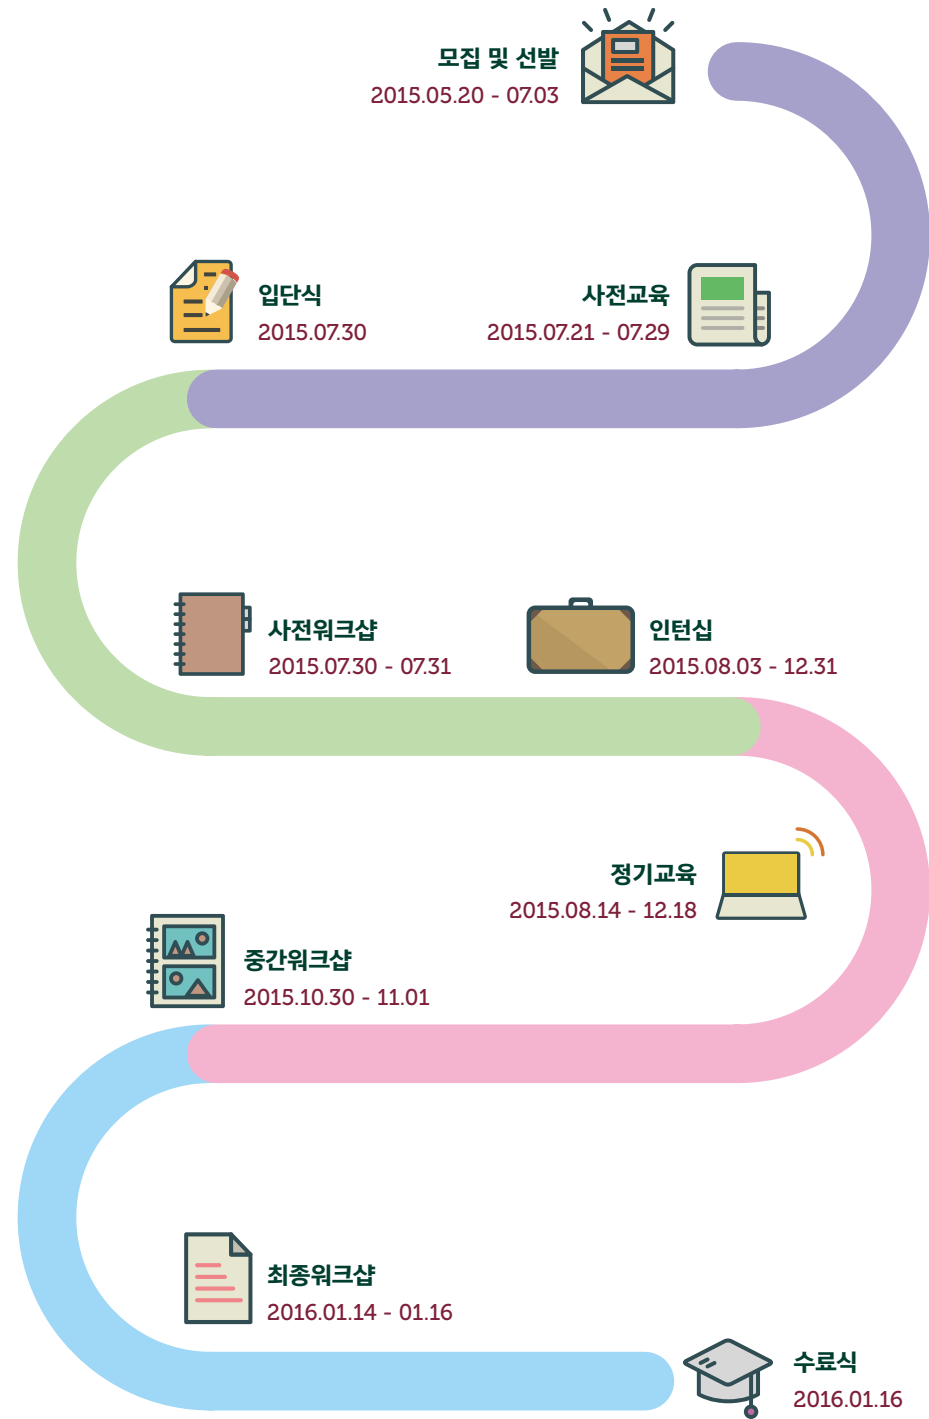 모집 및 선발
2015.05.20 - 07.03
입단식
2015.07.30
사전교육
2015.07.21 - 07.29
사전워크샵
2015.07.30 - 07.31
인턴십
2015.08.03 - 12.31
정기교육
2015.08.14 - 12.18
중간워크샵
2015.10.30 - 11.01
최종워크샵
2016.01.14 - 01.16
수료식
2016.01.16